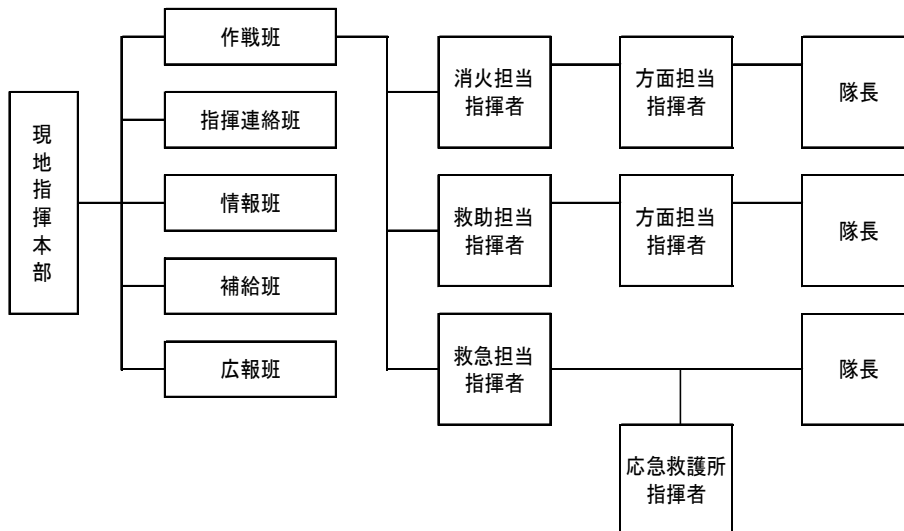 現地指揮本部
作戦班
指揮連絡班
情報班
補給班
広報班
消火担当
指揮者
方面担当
指揮者
隊長
救助担当
指揮者
方面担当
指揮者
隊長
救急担当
指揮者
隊長
応急救護所
指揮者